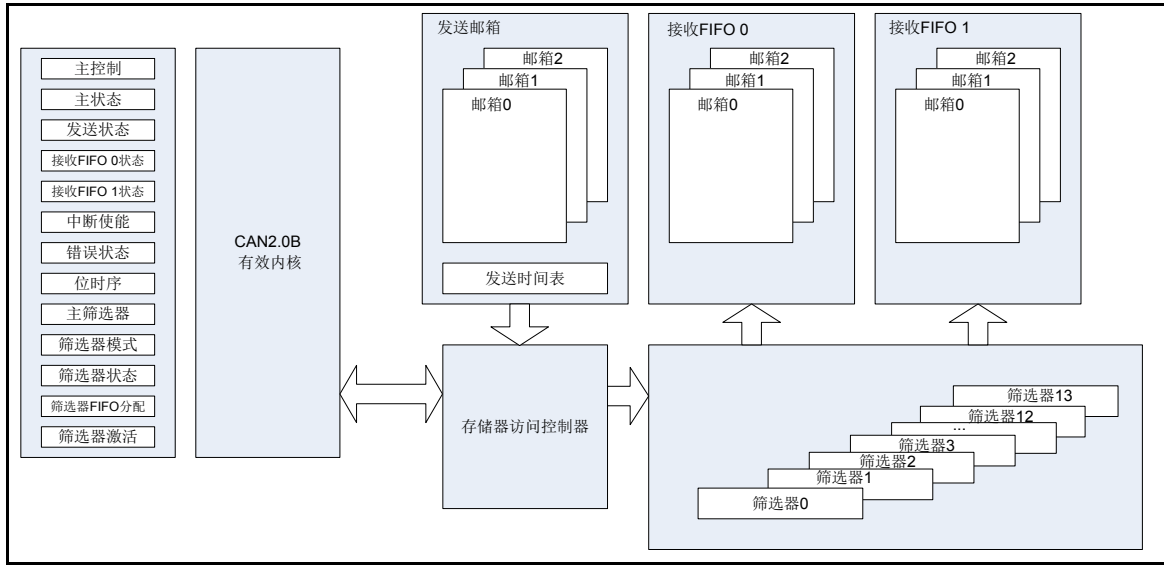 主控制
主状态
发送状态
接收FIFO 0状态
接收FIFO 1状态
中断使能
错误状态
位时序
主筛选器
筛选器模式
筛选器状态
筛选器FIFO分配
筛选器激活
CAN2.0B
有效内核
发送邮箱
邮箱2
邮箱1
邮箱0
发送时间表
接收FIFO 0
邮箱2
邮箱1
邮箱0
接收FIFO 1
邮箱2
邮箱1
邮箱0
存储器访问控制器
筛选器13
筛选器12
...
筛选器3
筛选器2
筛选器1
筛选器0